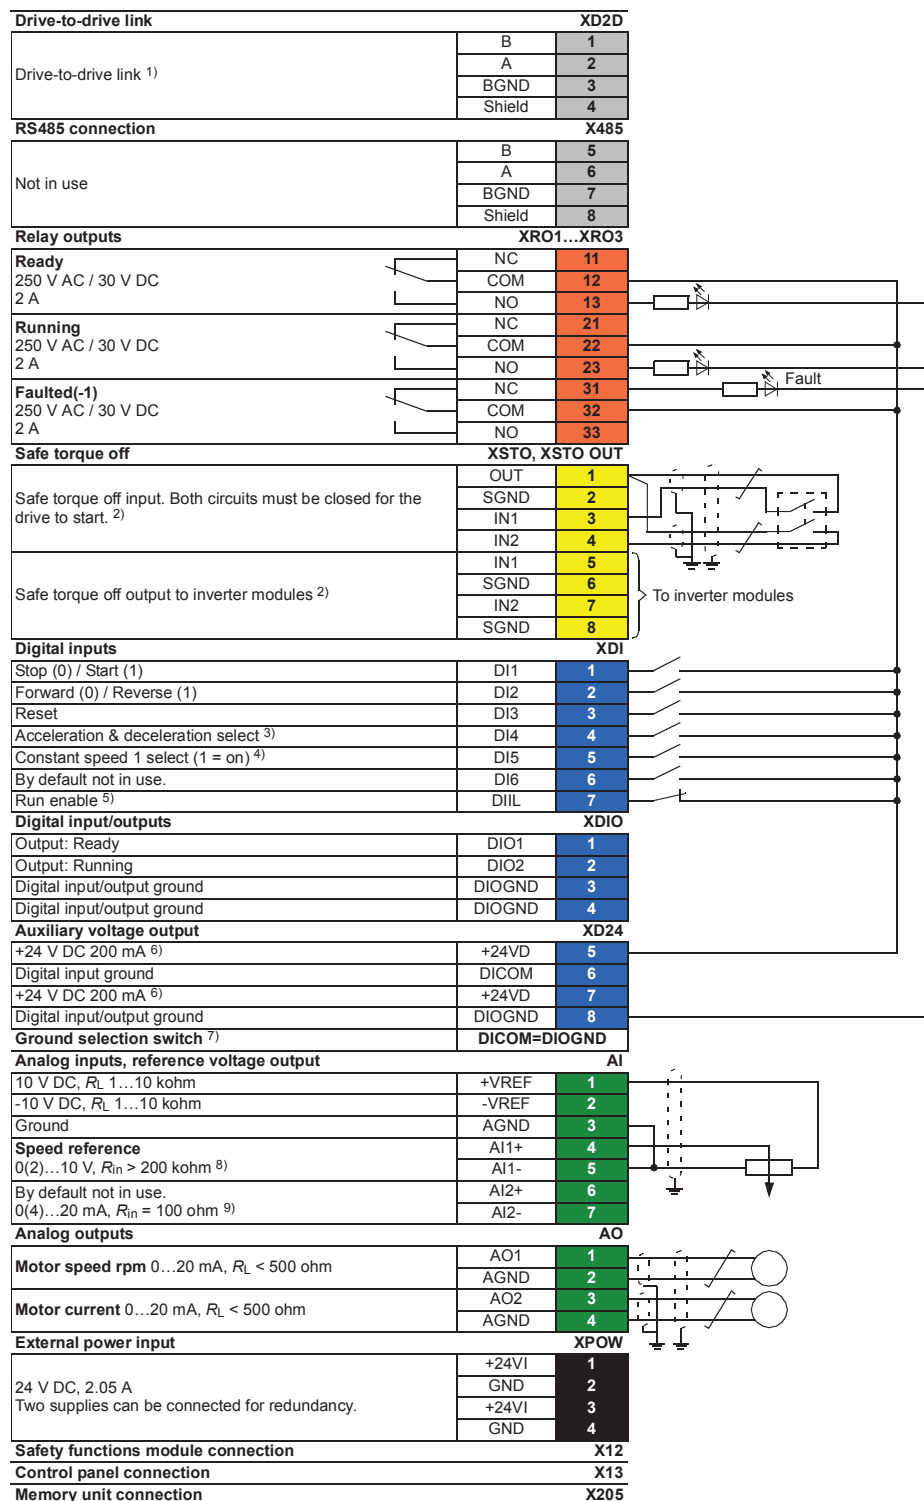 Drive-to-drive link XD2D
Drive-to-drive link 1)
B 1
A 2
BGND 3
Shield 4
RS485 connection X485
Not in use
B 5
A 6
BGND 7
Shield 8
Relay outputs XRO1…XRO3
Ready
250 V AC / 30 V DC
2 A
NC 11
COM 12
NO 13
Running
250 V AC / 30 V DC
2 A
NC 21
COM 22
NO 23
Faulted(-1)
250 V AC / 30 V DC
2 A
NC 31
COM 32
NO 33
Fault
Safe torque off XSTO, XSTO OUT
Safe torque off input. Both circuits must be closed for the
drive to start. 2)
OUT 1
SGND 2
IN1 3
IN2 4
Safe torque off output to inverter modules 2)
IN1 5
SGND 6
IN2 7
SGND 8
To inverter modules
Digital inputs XDI
Stop (0) / Start (1) DI1 1
Forward (0) / Reverse (1) DI2 2
Reset DI3 3
Acceleration & deceleration select 3) DI4 4
Constant speed 1 select (1 = on) 4) DI5 5
By default not in use. DI6 6
Run enable 5) DIIL 7
Digital input/outputs XDIO
Output: Ready DIO1 1
Output: Running DIO2 2
Digital input/output ground DIOGND 3
Digital input/output ground DIOGND 4
Auxiliary voltage output XD24
+24 V DC 200 mA 6) +24VD 5
Digital input ground DICOM 6
+24 V DC 200 mA 6) +24VD 7
Digital input/output ground DIOGND 8
Ground selection switch 7) DICOM=DIOGND
Analog inputs, reference voltage output AI
10 V DC, RL 1…10 kohm +VREF 1
-10 V DC, RL 1…10 kohm -VREF 2
Ground AGND 3
Speed reference
0(2)…10 V, Rin > 200 kohm 8)
AI1+ 4
AI1- 5
By default not in use.
0(4)…20 mA, Rin = 100 ohm 9)
AI2+ 6
AI2- 7
Analog outputs AO
Motor speed rpm 0…20 mA, RL < 500 ohm
AO1 1
AGND 2
Motor current 0…20 mA, RL < 500 ohm
AO2 3
AGND 4
External power input XPOW
24 V DC, 2.05 A
Two supplies can be connected for redundancy.
+24VI 1
GND 2
+24VI 3
GND 4
Safety functions module connection X12
Control panel connection X13
Memory unit connection X205